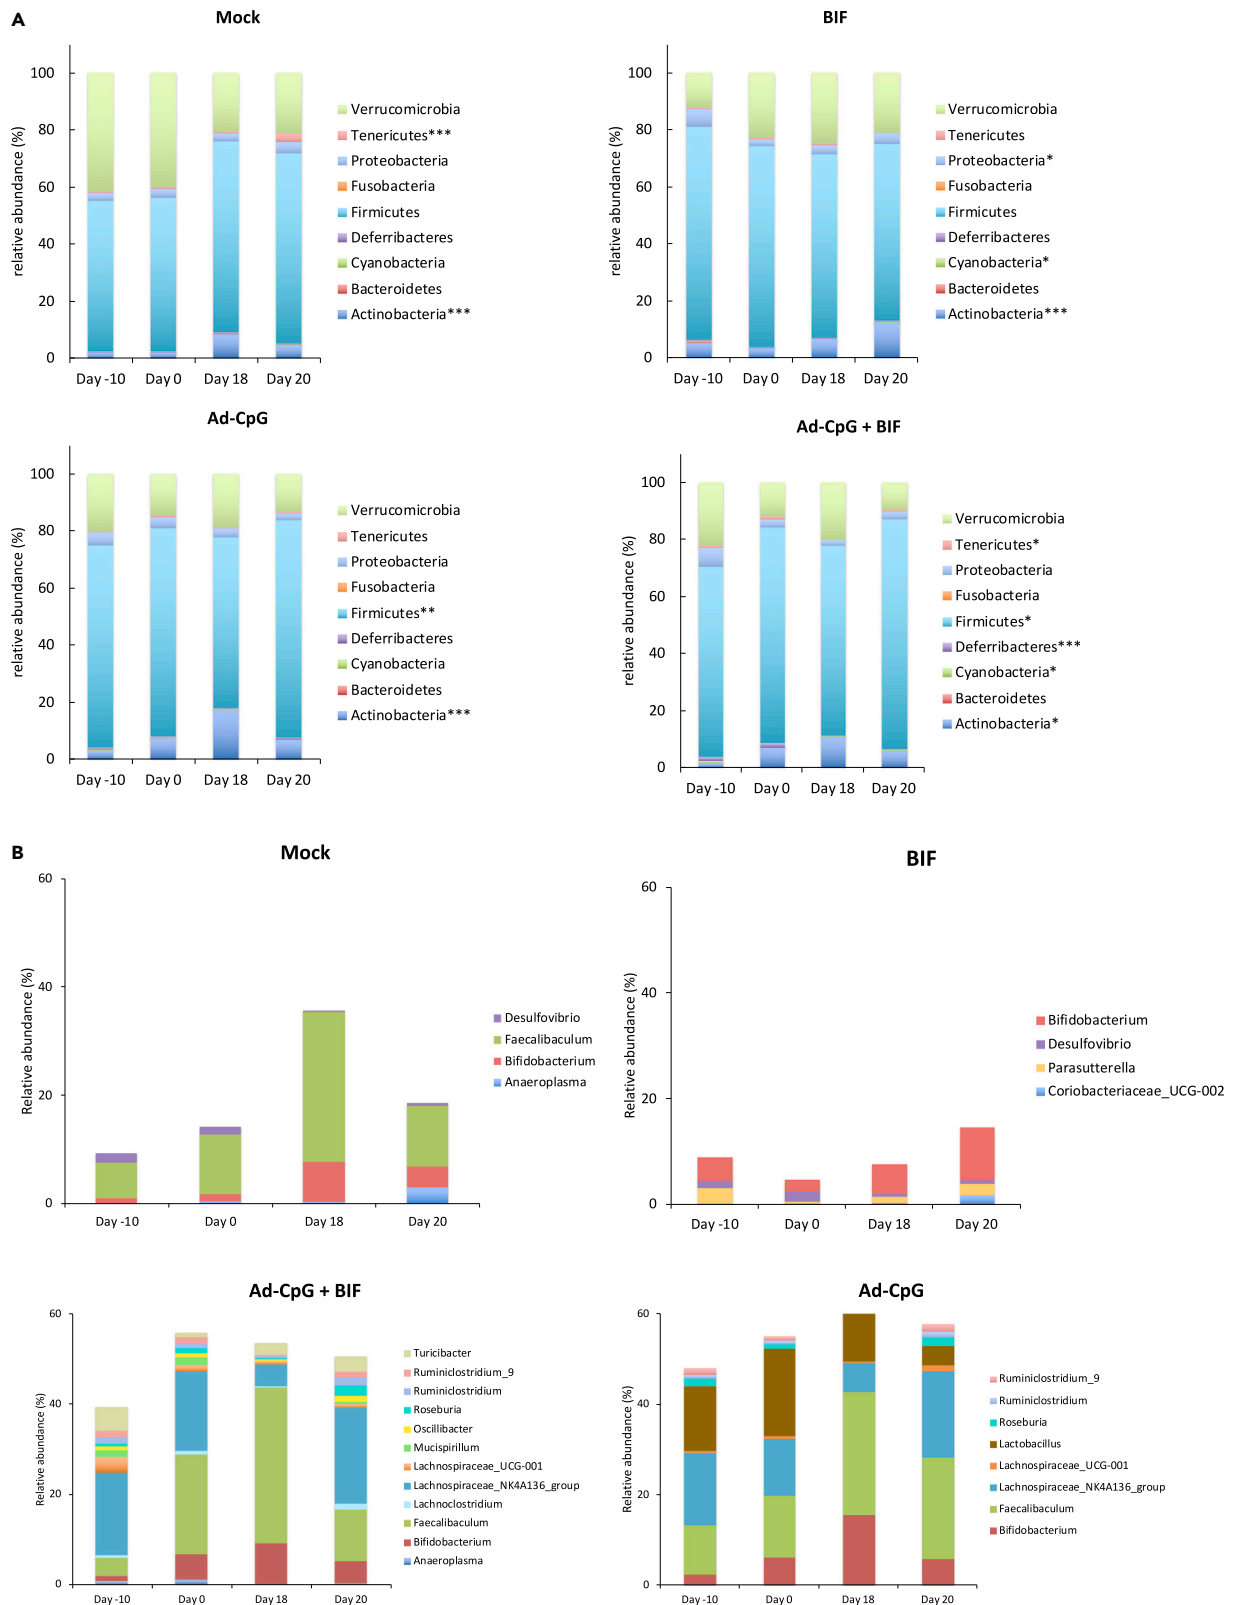 A
Mock
relative abundance (%)
100
80
60
40
20
0
Day -10
Day 0
Day 18
Day 20
Verrucomicrobia
Tenericutes***
Proteobacteria
Fusobacteria
Firmicutes
Deferribacteres
Cyanobacteria
Bacteroidetes
Actinobacteria***
BIF
relative abundance (%)
100
80
60
40
20
0
Day -10
Day 0
Day 18
Day 20
Verrucomicrobia
Tenericutes
Proteobacteria*
Fusobacteria
Firmicutes
Deferribacteres
Cyanobacteria*
Bacteroidetes
Actinobacteria***
Ad-CpG
relative abundance (%)
100
80
60
40
20
0
Day -10
Day 0
Day 18
Day 20
Verrucomicrobia
Tenericutes
Proteobacteria
Fusobacteria
Firmicutes**
Deferribacteres
Cyanobacteria
Bacteroidetes
Actinobacteria***
Ad-CpG + BIF
relative abundance (%)
100
80
60
40
20
0
Day -10
Day 0
Day 18
Day 20
Verrucomicrobia
Tenericutes*
Proteobacteria
Fusobacteria
Firmicutes*
Deferribacteres***
Cyanobacteria*
Bacteroidetes
Actinobacteria*
B
Mock
Relative abundance (%)
60
40
20
0
Day -10
Day 0
Day 18
Day 20
Desulfovibrio
Faecalibaculum
Bifidobacterium
Anaeroplasma
BIF
Relative abundance (%)
60
40
20
0
Day -10
Day 0
Day 18
Day 20
Bifidobacterium
Desulfovibrio
Parasutterella
Coriobacteriaceae_UCG-002
Ad-CpG + BIF
Relative abundance (%)
60
40
20
0
Day -10
Day 0
Day 18
Day 20
Turicibacter
Ruminiclostridium_9
Ruminiclostridium
Roseburia
Oscillibacter
Mucispirillum
Lachnospiraceae_UCG-001
Lachnospiraceae_NK4A136_group
Lachnoclostridium
Faecalibaculum
Bifidobacterium
Anaeroplasma
Ad-CpG
Relative abundance (%)
60
40
20
0
Day -10
Day 0
Day 18
Day 20
Ruminiclostridium_9
Ruminiclostridium
Roseburia
Lactobacillus
Lachnospiraceae_UCG-001
Lachnospiraceae_NK4A136_group
Faecalibaculum
Bifidobacterium